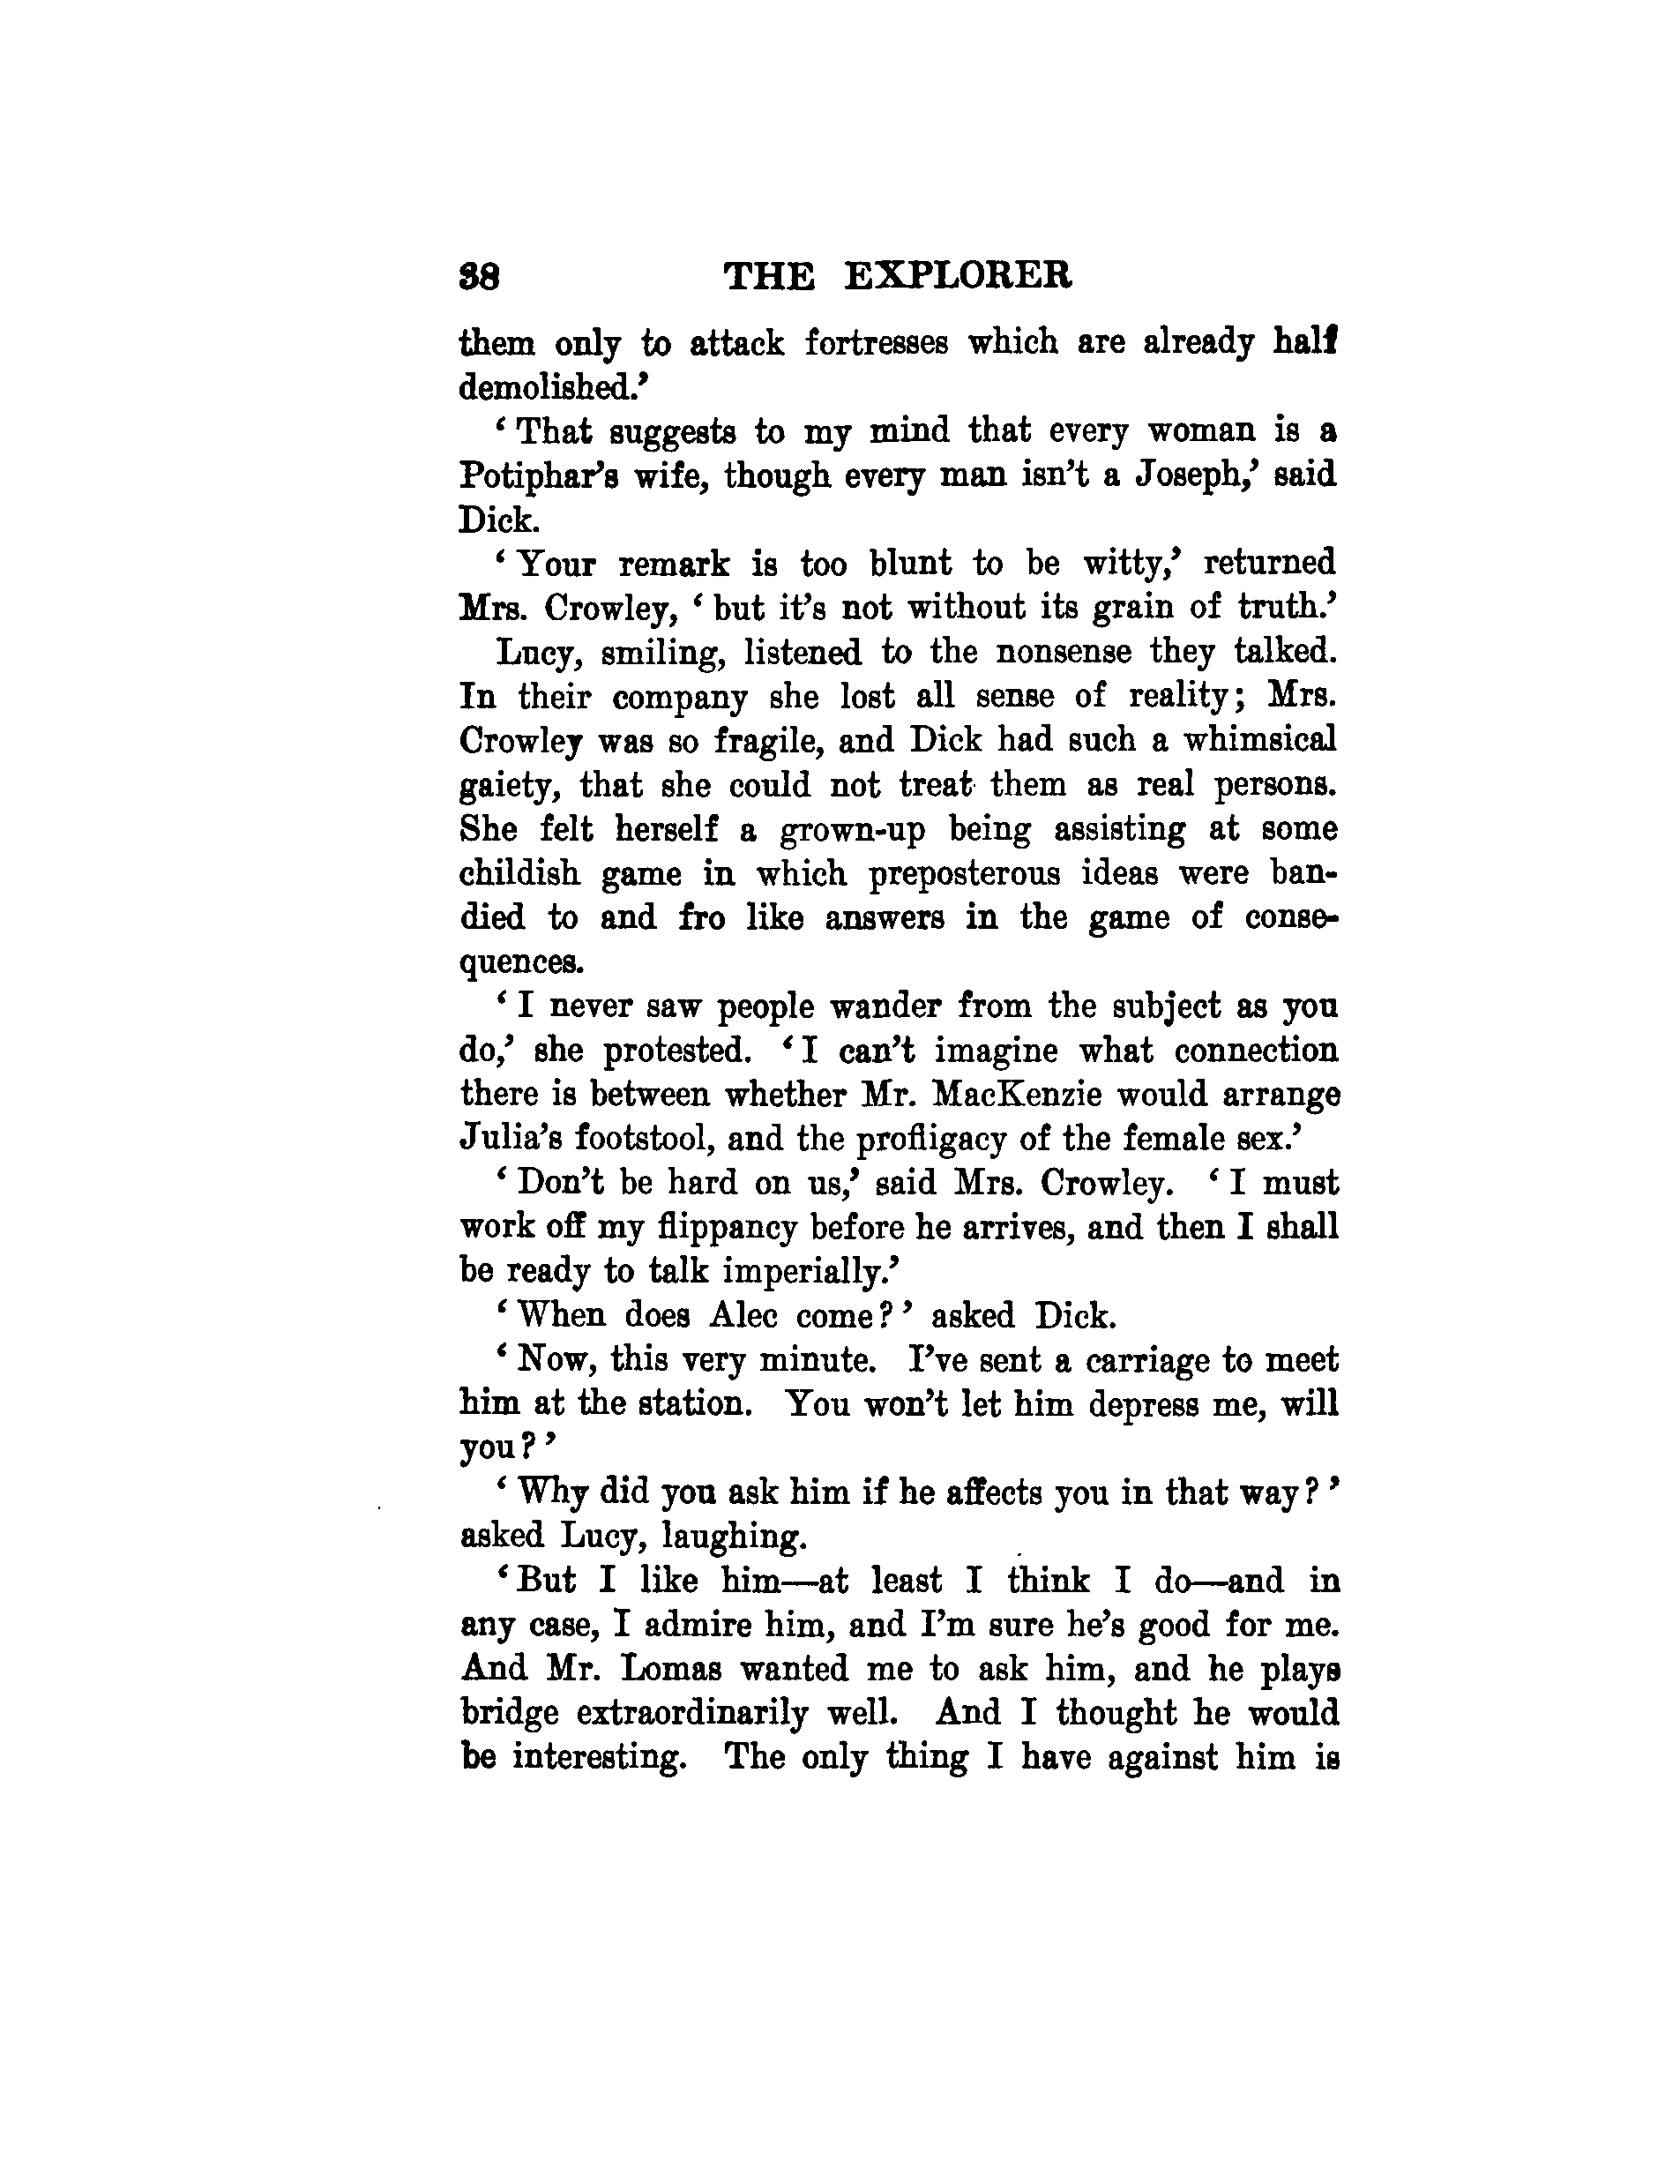 38 THE EXPLORER
them only to attack fortresses which are already half
demolished.’
‘That suggests to my mind that every woman is a
Potiphar’s wife, though every man isn’t a Joseph,’ said
Dick.
‘Your remark is too blunt to be witty,’ returned
Mrs. Crowley, ‘but it’s not without its grain of truth.’
Lucy, smiling, listened to the nonsense they talked.
In their company she lost all sense of reality; Mrs.
Crowley was so fragile, and Dick had such a whimsical
gaiety, that she could not treat them as real persons.
She felt herself a grown-up being assisting at some
childish game in which preposterous ideas were ban-
died to and fro like answers in the game of conse-
quences.
‘I never saw people wander from the subject as you
do,’ she protested. ‘I can’t imagine what connection
there is between whether Mr. MacKenzie would arrange
Julia’s footstool, and the profligacy of the female sex.’
‘Don’t be hard on us,’ said Mrs. Crowley. ‘I must
work off my flippancy before he arrives, and then I shall
be ready to talk imperially.’
‘When does Alec come?’ asked Dick.
‘Now, this very minute. I’ve sent a carriage to meet
him at the station. You won’t let him depress me, will
you?’
‘Why did you ask him if he affects you in that way?’
asked Lucy, laughing.
‘But I like him—at least I think I do—and in
any case, I admire him, and I’m sure he’s good for me.
And Mr. Lomas wanted me to ask him, and he plays
bridge extraordinarily well. And I thought he would
be interesting. The only thing I have against him is